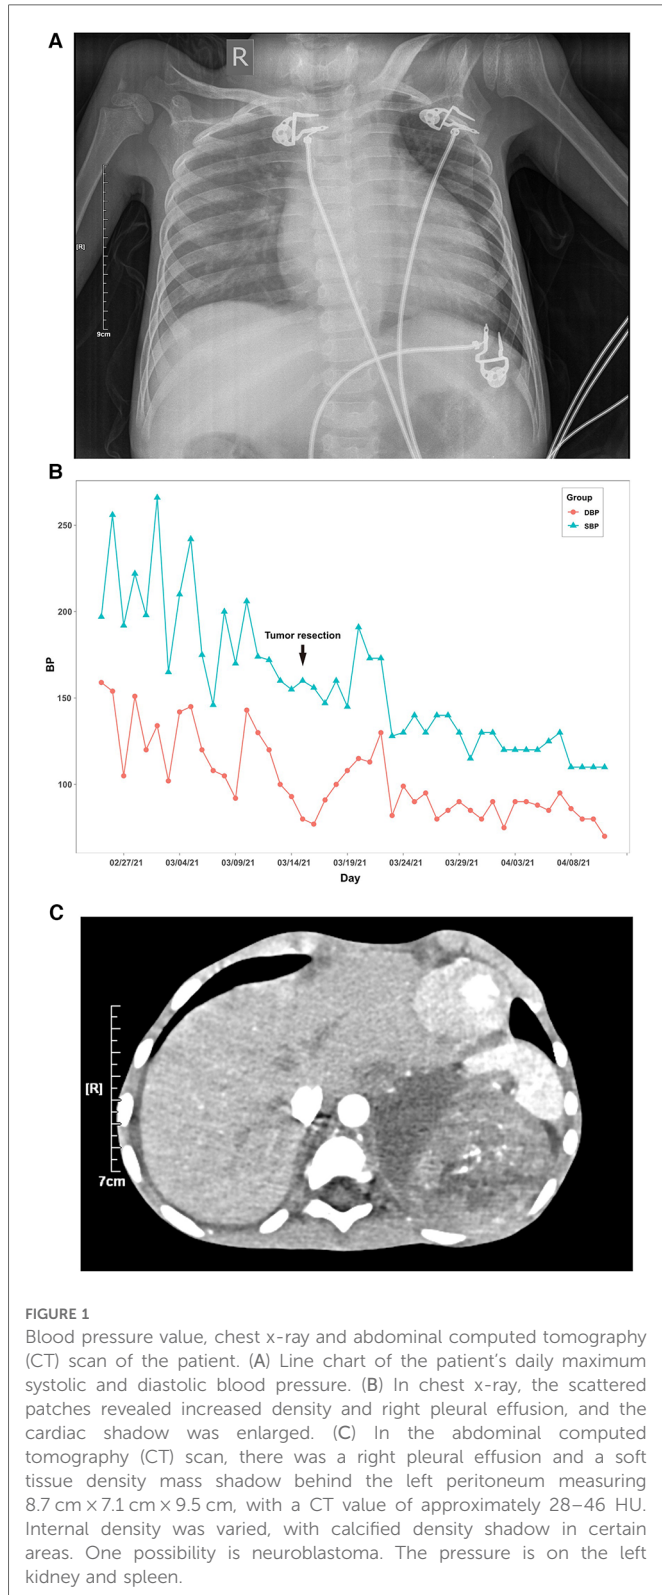 A
R
[R]
9cm
B
Group
DBP
SBP
250
200
150
100
BP
Tumor resection
02/27/21 03/04/21 03/09/21 03/14/21 03/19/21 03/24/21 03/29/21 04/03/21 04/08/21
Day
C
[R]
7cm
FIGURE 1
Blood pressure value, chest x-ray and abdominal computed tomography
(CT) scan of the patient. (A) Line chart of the patient's daily maximum
systolic and diastolic blood pressure. (B) In chest x-ray, the scattered
patches revealed increased density and right pleural effusion, and the
cardiac shadow was enlarged. (C) In the abdominal computed
tomography (CT) scan, there was a right pleural effusion and a soft
tissue density mass shadow behind the left peritoneum measuring
8.7 cm × 7.1 cm × 9.5 cm, with a CT value of approximately 28–46 HU.
Internal density was varied, with calcified density shadow in certain
areas. One possibility is neuroblastoma. The pressure is on the left
kidney and spleen.